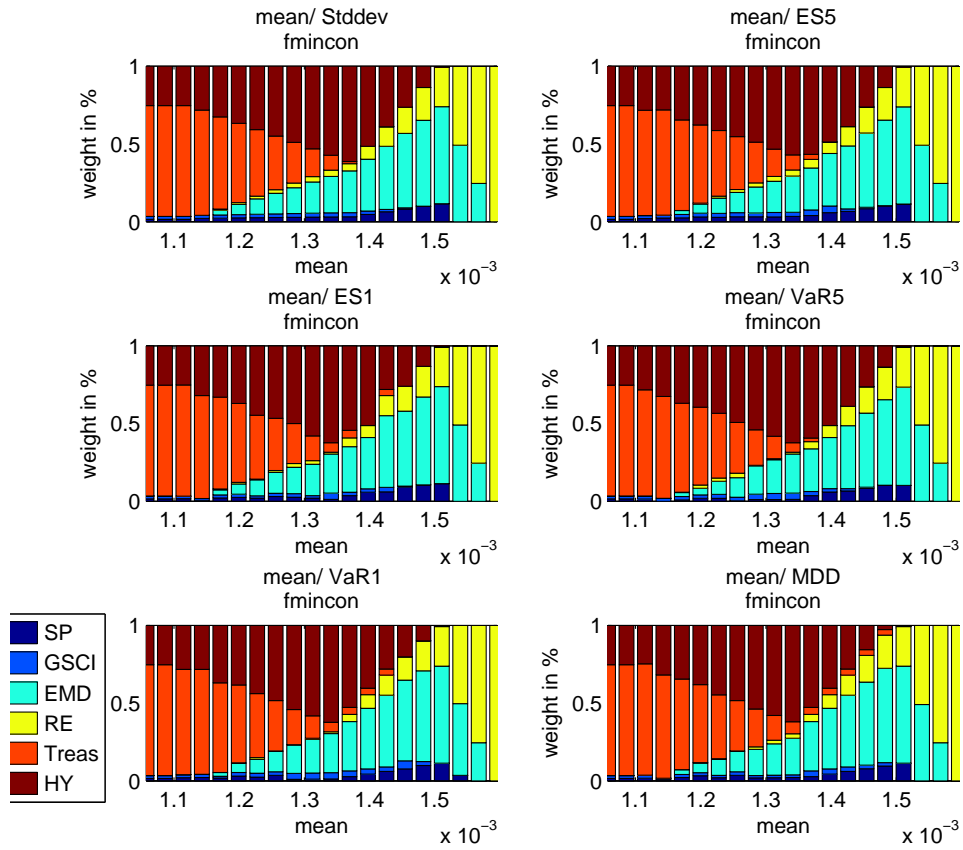 mean/ Stddev
fmincon
1
0.5
0
weight in %
1.1 1.2 1.3 1.4 1.5
mean
x 10−3
mean/ ES5
fmincon
1
0.5
0
weight in %
1.1 1.2 1.3 1.4 1.5
mean
x 10−3
mean/ ES1
fmincon
1
0.5
0
weight in %
1.1 1.2 1.3 1.4 1.5
mean
x 10−3
mean/ VaR5
fmincon
1
0.5
0
weight in %
1.1 1.2 1.3 1.4 1.5
mean
x 10−3
mean/ VaR1
fmincon
1
0.5
0
1.1 1.2 1.3 1.4 1.5
mean
x 10−3
mean/ MDD
fmincon
1
0.5
0
weight in %
1.1 1.2 1.3 1.4 1.5
mean
x 10−3
SP
GSCI
EMD
RE
Treas
HY